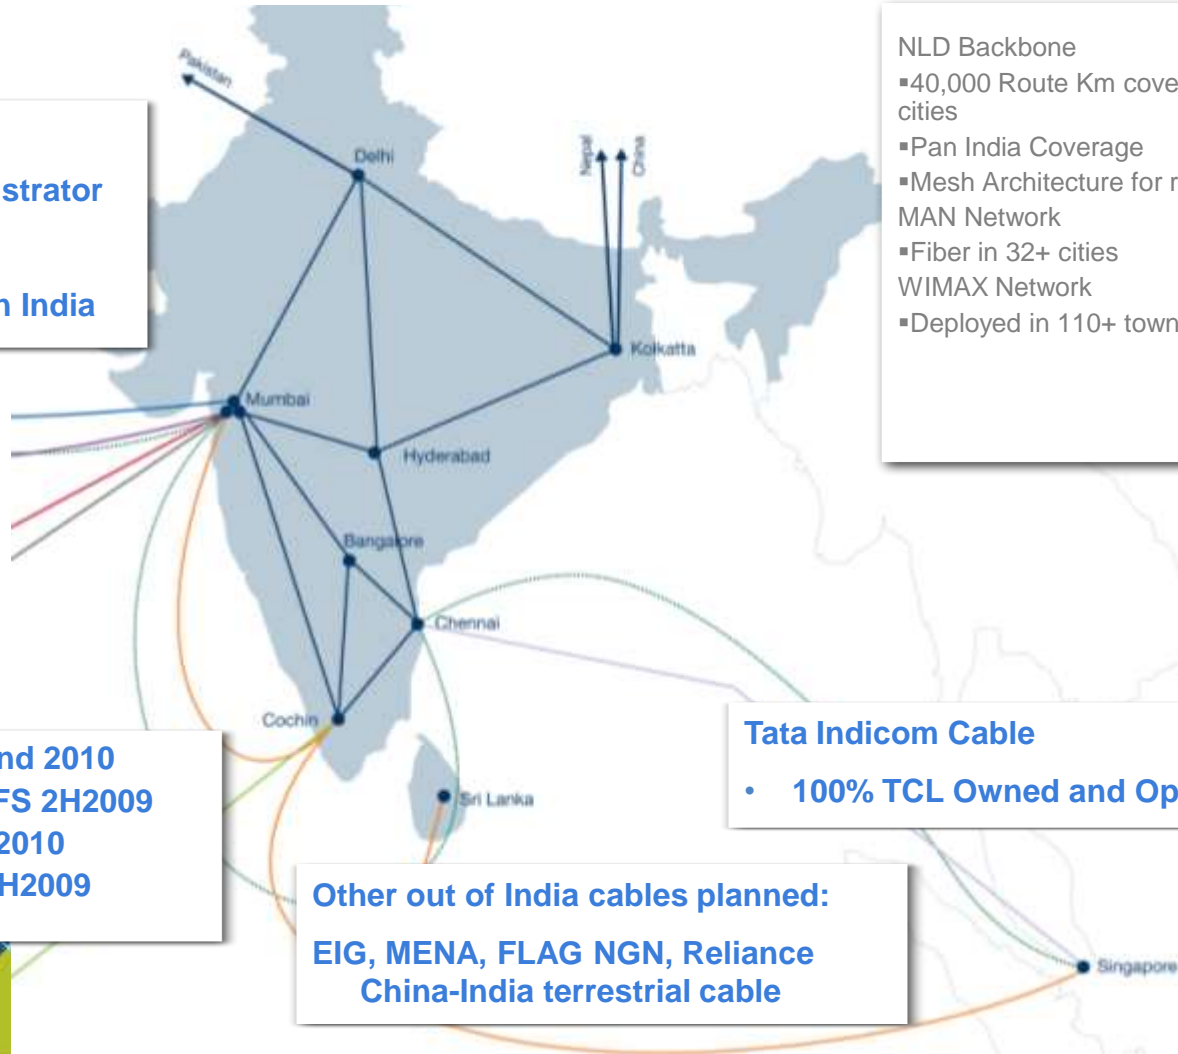 NLD Backbone
▪40,000 Route Km cove
cities
▪Pan India Coverage
▪Mesh Architecture for r
MAN Network
▪Fiber in 32+ cities
WIMAX Network
▪Deployed in 110+ town
Pakistan
Nepal
China
Delhi
strator
n India
Kolkatta
Mumbai
Hyderabad
Bangalore
Chennai
Cochin
Sri Lanka
nd 2010
FS 2H2009
2010
H2009
Tata Indicom Cable
• 100% TCL Owned and Op
Other out of India cables planned:
EIG, MENA, FLAG NGN, Reliance
China-India terrestrial cable
Singapore